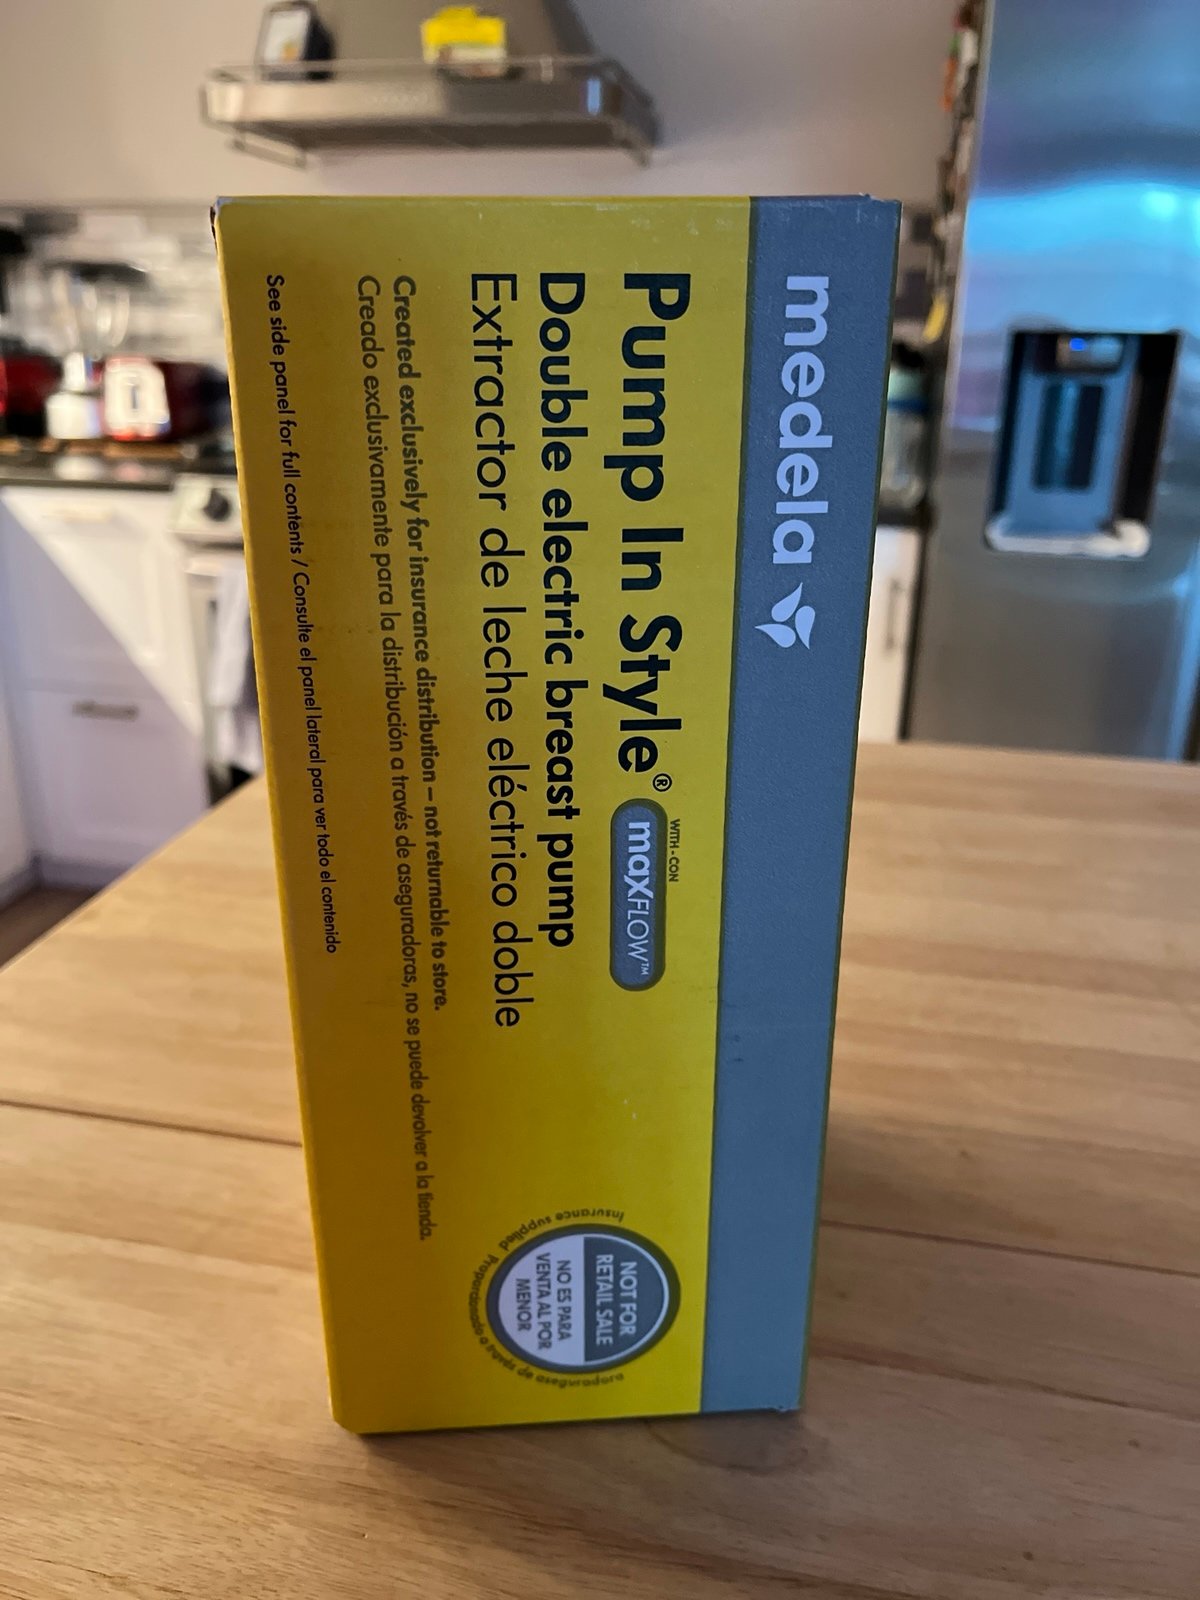 medela
Pump In Style®
WITH - CON
maxFLOW™
Double electric breast pump
Extractor de leche eléctrico doble
Created exclusively for insurance distribution – not returnable to store.
Creado exclusivamente para la distribución a través de aseguradoras, no se puede devolver a la tienda.
See side panel for full contents / Consulte el panel lateral para ver todo el contenido
Insurance supplied
NOT FOR
RETAIL SALE
NO ES PARA
VENTA AL POR
MENOR
Proporcionado a través de aseguradora